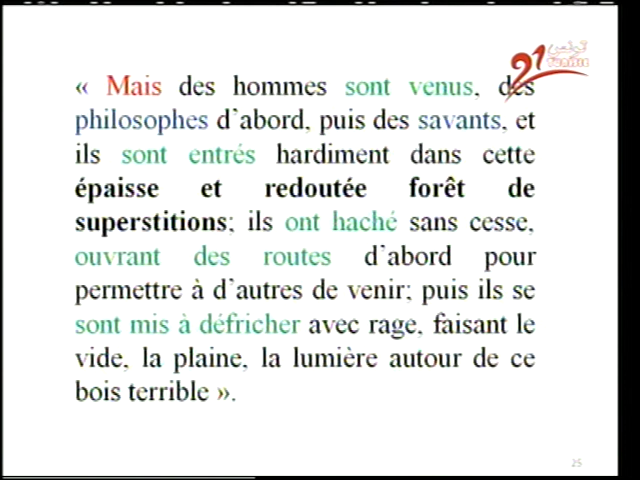 21
تونس
TUNISIE
« Mais des hommes sont venus, des
philosophes d'abord, puis des savants, et
ils sont entrés hardiment dans cette
épaisse et redoutée forêt de
superstitions; ils ont haché sans cesse,
ouvrant des routes d'abord pour
permettre à d'autres de venir; puis ils se
sont mis à défricher avec rage, faisant le
vide, la plaine, la lumière autour de ce
bois terrible ».
25